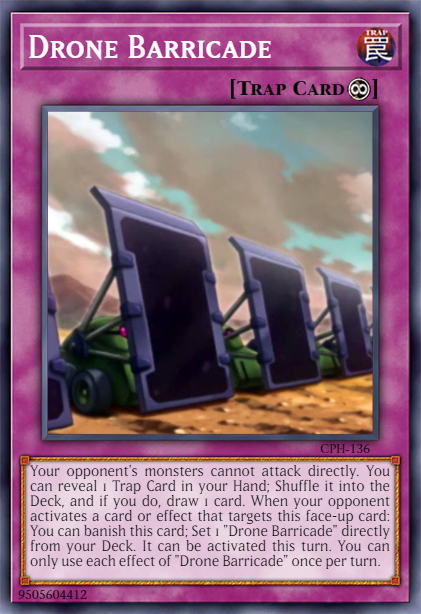 Drone Barricade
TRAP
罠
[Trap Card]
CPH-136
Your opponent's monsters cannot attack directly. You
can reveal 1 Trap Card in your Hand; Shuffle it into the
Deck, and if you do, draw 1 card. When your opponent
activates a card or effect that targets this face-up card:
You can banish this card; Set 1 "Drone Barricade" directly
from your Deck. It can be activated this turn. You can
only use each effect of "Drone Barricade" once per turn.
9505604412